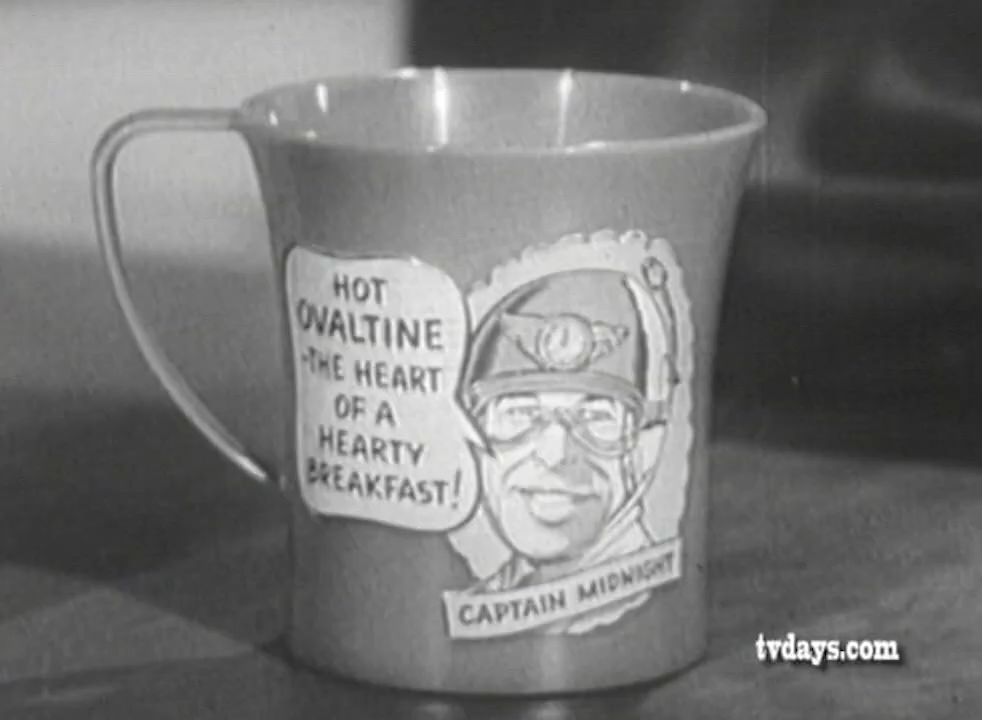 HOT
OVALTINE
-THE HEART
OF A
HEARTY
BREAKFAST!
CAPTAIN MIDNIGHT
tvdays.com